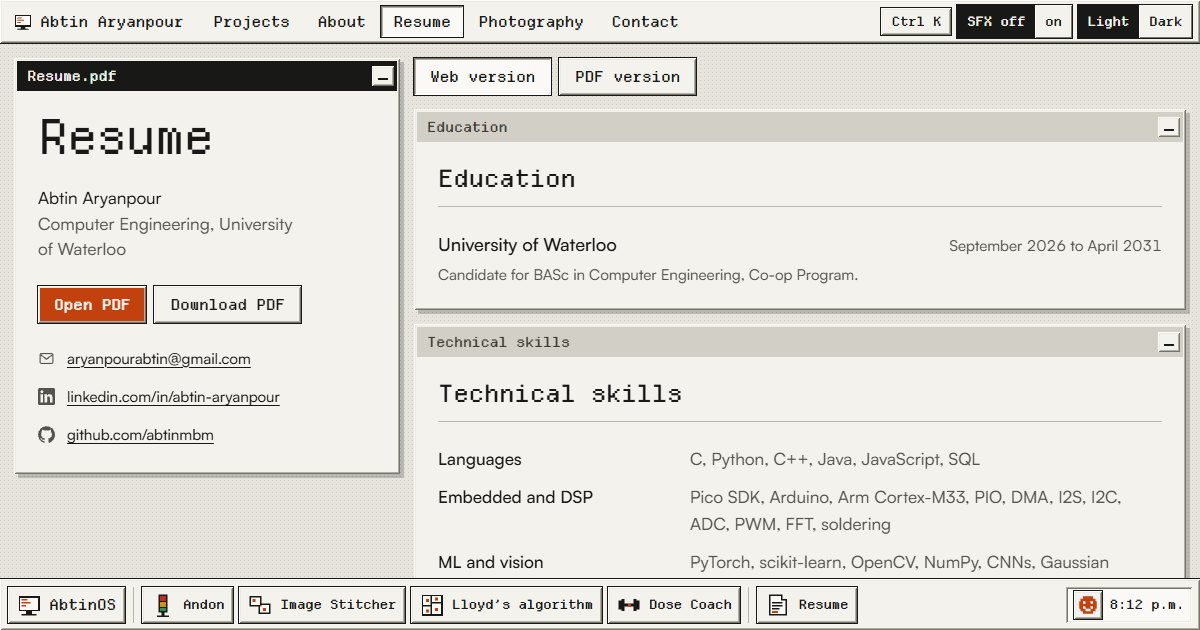 Abtin Aryanpour Projects About Resume Photography Contact Ctrl K SFX off on Light Dark
Resume.pdf
Resume
Abtin Aryanpour
Computer Engineering, University
of Waterloo
Open PDF Download PDF
aryanpourabtin@gmail.com
linkedin.com/in/abtin-aryanpour
github.com/abtinmbm
Web version PDF version
Education
Education
University of Waterloo September 2026 to April 2031
Candidate for BASc in Computer Engineering, Co-op Program.
Technical skills
Technical skills
Languages C, Python, C++, Java, JavaScript, SQL
Embedded and DSP Pico SDK, Arduino, Arm Cortex-M33, PIO, DMA, I2S, I2C,
ADC, PWM, FFT, soldering
ML and vision PyTorch, scikit-learn, OpenCV, NumPy, CNNs, Gaussian
AbtinOS Andon Image Stitcher Lloyd's algorithm Dose Coach Resume 8:12 p.m.